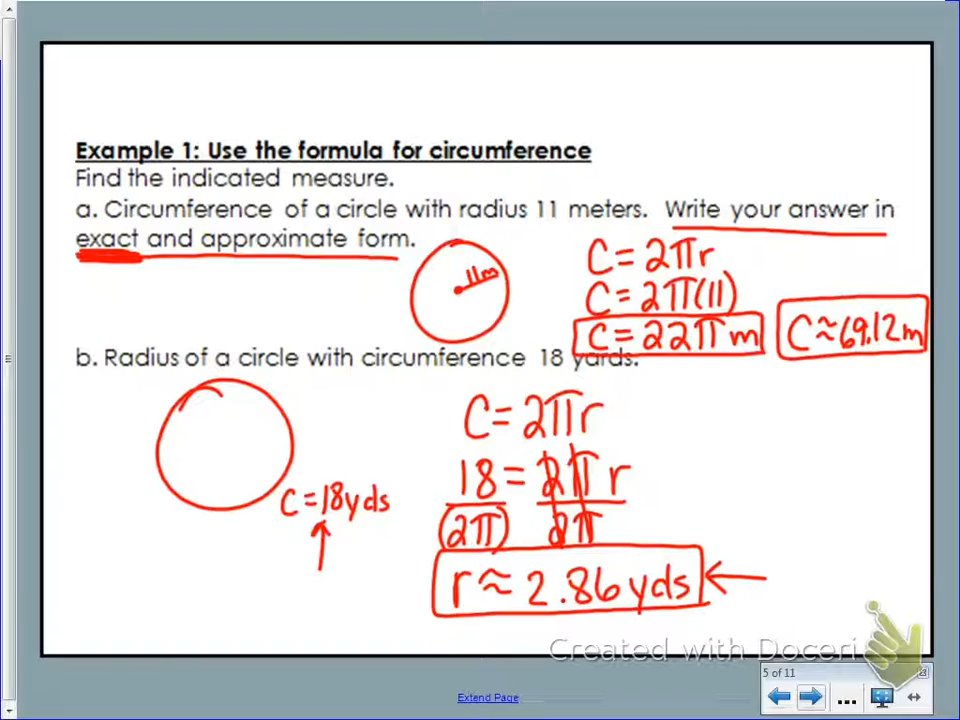 Example 1: Use the formula for circumference
Find the indicated measure.
a. Circumference of a circle with radius 11 meters. Write your answer in
exact and approximate form.
11m
C = 2πr
C = 2π(11)
C = 22π m
C ≈ 69.12 m
b. Radius of a circle with circumference 18 yards.
C = 18yds
C = 2πr
18 = 2π r
(2π) 2π
r ≈ 2.86 yds
Created with Doceri
5 of 11
Extend Page
...